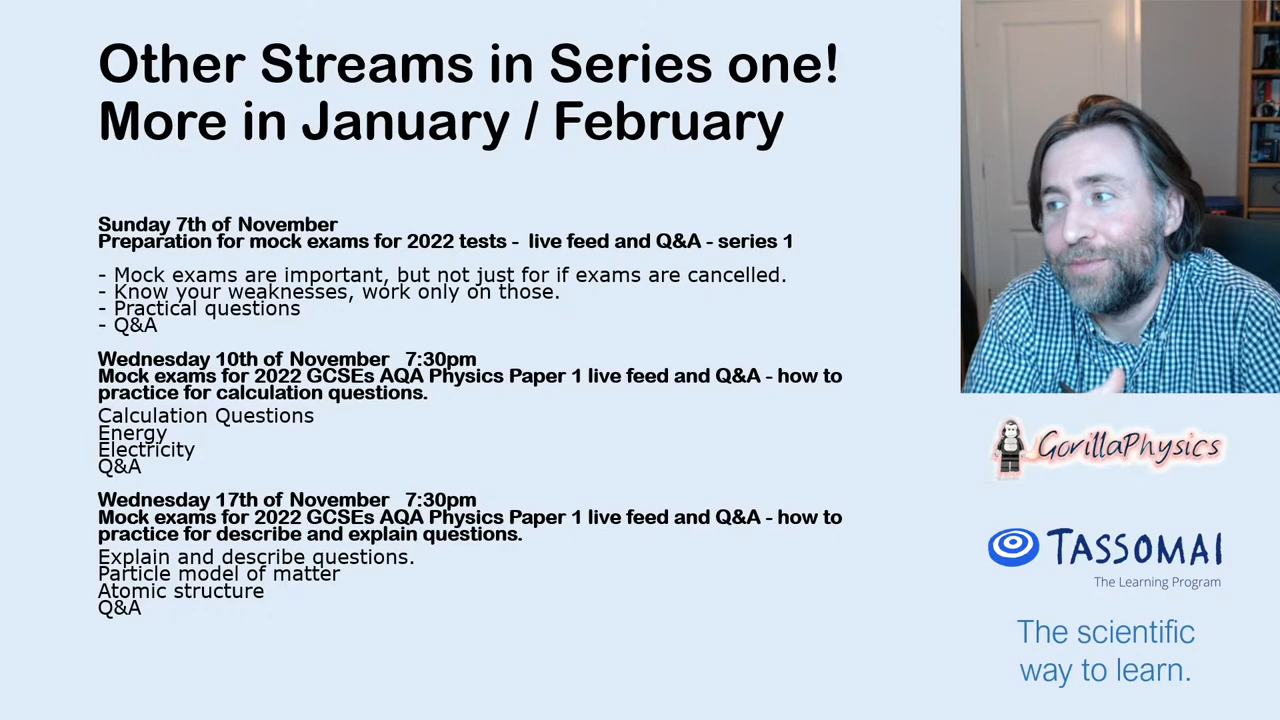 Other Streams in Series one!
More in January / February
Sunday 7th of November
Preparation for mock exams for 2022 tests - live feed and Q&A - series 1
- Mock exams are important, but not just for if exams are cancelled.
- Know your weaknesses, work only on those.
- Practical questions
- Q&A
Wednesday 10th of November 7:30pm
Mock exams for 2022 GCSEs AQA Physics Paper 1 live feed and Q&A - how to
practice for calculation questions.
Calculation Questions
Energy
Electricity
Q&A
Wednesday 17th of November 7:30pm
Mock exams for 2022 GCSEs AQA Physics Paper 1 live feed and Q&A - how to
practice for describe and explain questions.
Explain and describe questions.
Particle model of matter
Atomic structure
Q&A
GorillaPhysics
TASSOMAI
The Learning Program
The scientific
way to learn.